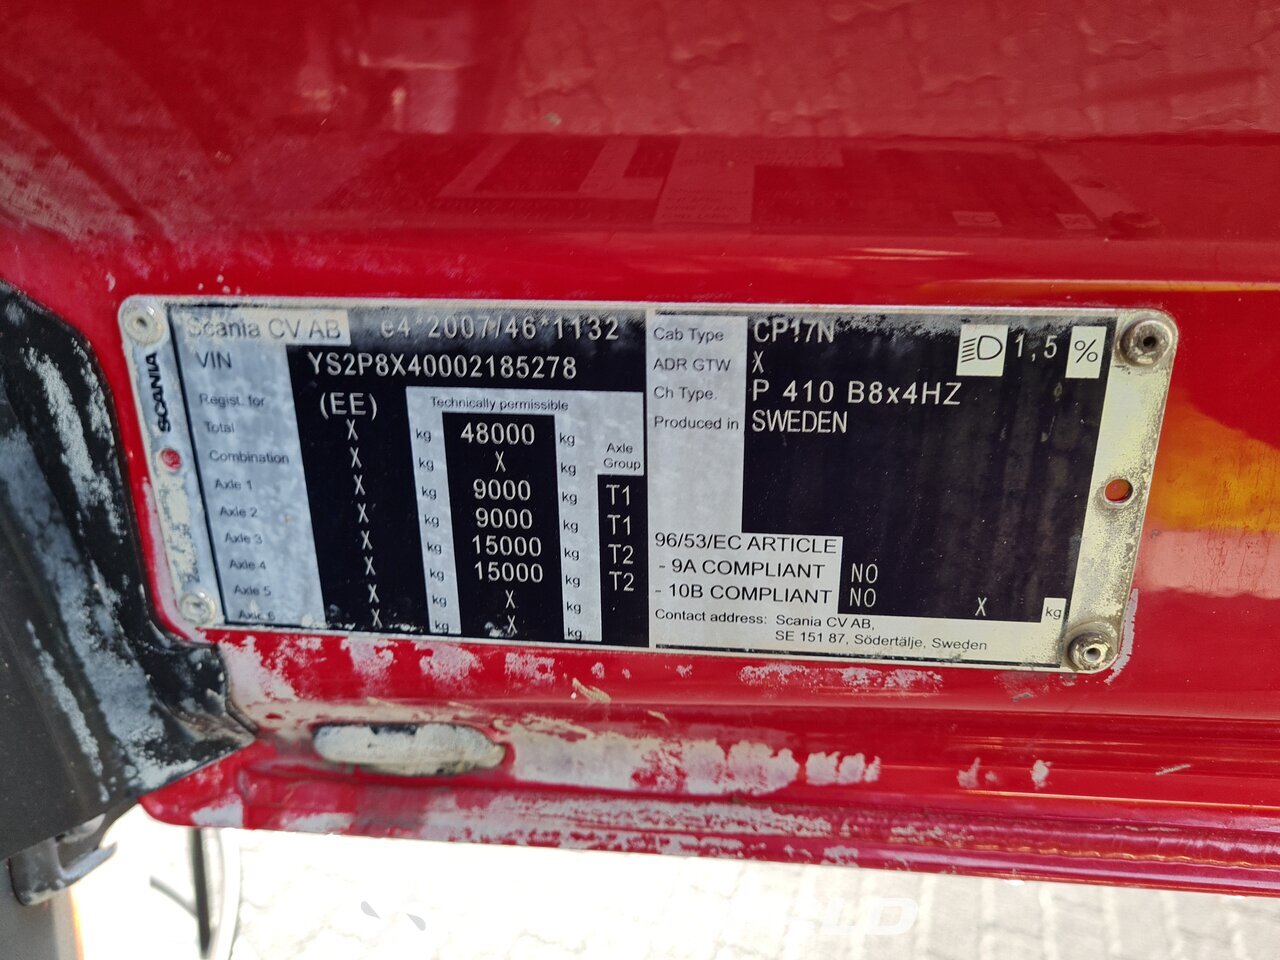 SCANIA
Scania CV AB e4*2007/46*1132
VIN YS2P8X40002185278
Regist. for (EE) Technically permissible
Total X kg 48000 kg
Combination X kg X kg Axle Group
Axle 1 X kg 9000 kg T1
Axle 2 X kg 9000 kg T1
Axle 3 X kg 15000 kg T2
Axle 4 X kg 15000 kg T2
Axle 5 X kg X kg
Axle 6 X kg X kg
Cab Type CP17N 1,5 %
ADR GTW X
Ch Type. P 410 B8x4HZ
Produced in SWEDEN
96/53/EC ARTICLE
- 9A COMPLIANT NO
- 10B COMPLIANT NO X kg
Contact address: Scania CV AB,
SE 151 87, Södertälje, Sweden